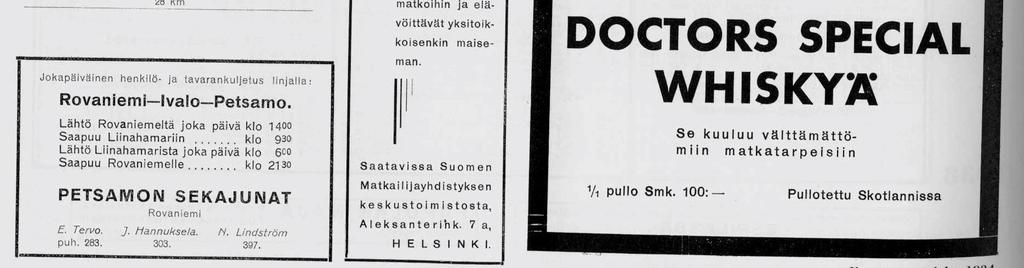 28 km
Jokapäiväinen henkilö- ja tavarankuljetus linjalla:
Rovaniemi—Ivalo—Petsamo.
Lähtö Rovaniemeltä joka päivä klo 1400
Saapuu Liinahamariin ....... klo 930
Lähtö Liinahamarista joka päivä klo 600
Saapuu Rovaniemelle ........ klo 2130
PETSAMON SEKAJUNAT
Rovaniemi
E. Tervo. J. Hannuksela. N. Lindström
puh. 283. 303. 397.
matkoihin ja elä-
vöittävät yksitoik-
koisenkin maise-
man.
Saatavissa Suomen
Matkailijayhdistyksen
keskustoimistosta,
Aleksanterihk. 7 a,
HELSINKI.
DOCTORS SPECIAL
WHISKYÄ
Se kuuluu välttämättö-
miin matkatarpeisiin
1/1 pullo Smk. 100: —
Pullotettu Skotlannissa